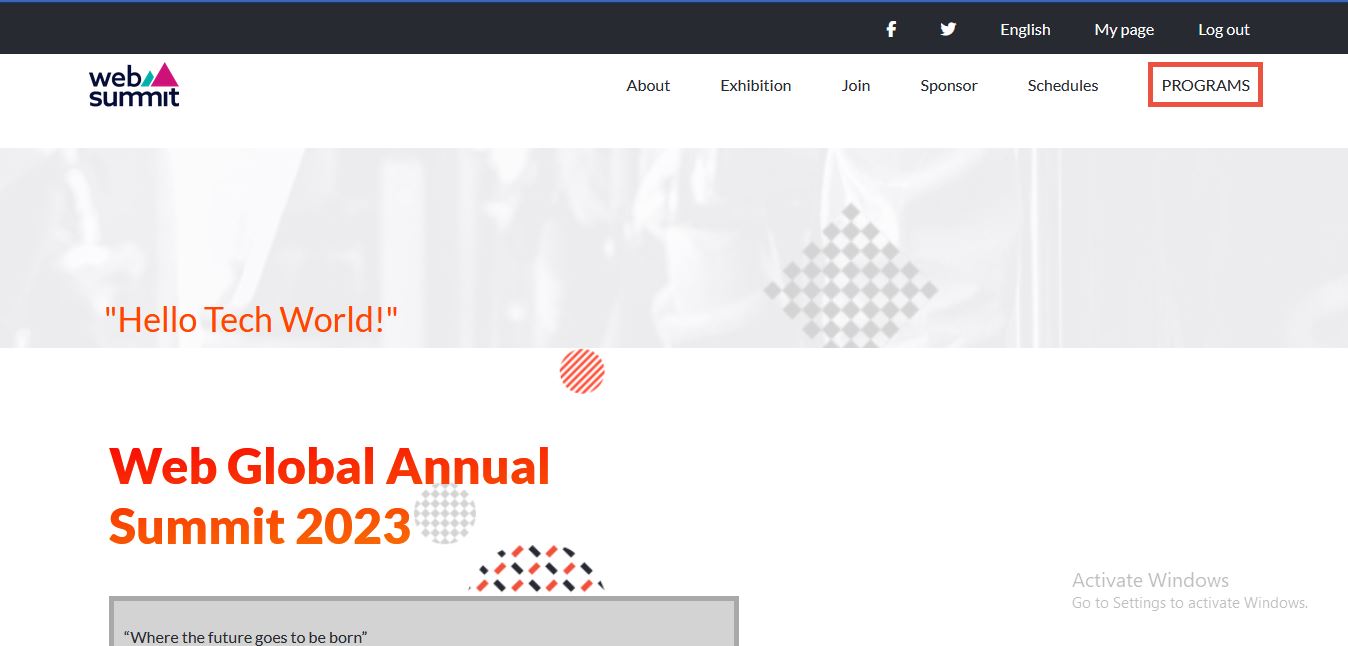 English My page Log out
web
summit
About Exhibition Join Sponsor Schedules PROGRAMS
"Hello Tech World!"
Web Global Annual
Summit 2023
Activate Windows
Go to Settings to activate Windows.
“Where the future goes to be born”